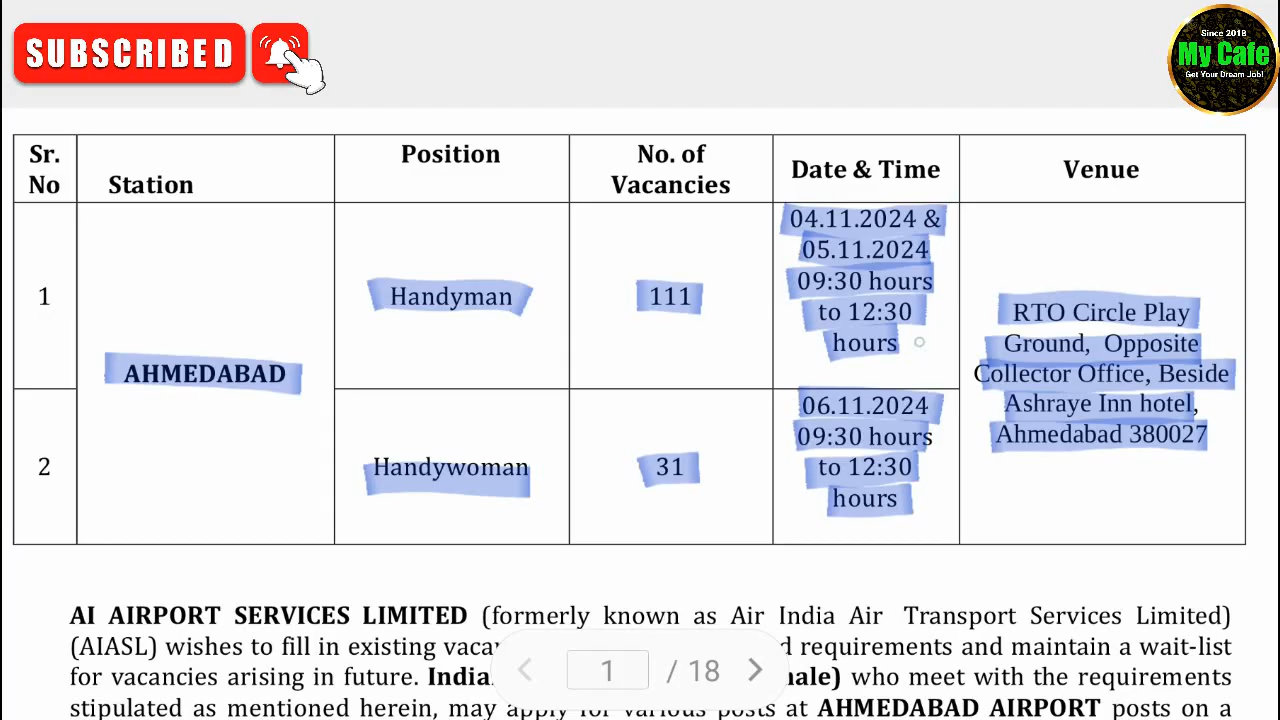 SUBSCRIBED
Since 2018
My Cafe
Get Your Dream Job!
Sr. No
Station
Position
No. of Vacancies
Date & Time
Venue
1
AHMEDABAD
Handyman
111
04.11.2024 &
05.11.2024
09:30 hours
to 12:30
hours
RTO Circle Play
Ground, Opposite
Collector Office, Beside
Ashraye Inn hotel,
Ahmedabad 380027
2
Handywoman
31
06.11.2024
09:30 hours
to 12:30
hours
AI AIRPORT SERVICES LIMITED (formerly known as Air India Air Transport Services Limited)
(AIASL) wishes to fill in existing requirements and maintain a wait-list
for vacancies arising in future. who meet with the requirements
stipulated as mentioned herein, may apply for various posts at AHMEDABAD AIRPORT posts on a
1 / 18